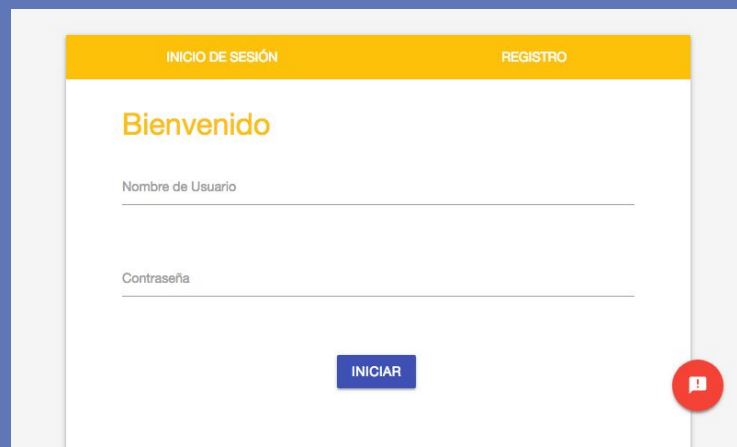 INICIO DE SESIÓN REGISTRO
Bienvenido
Nombre de Usuario
Contraseña
INICIAR